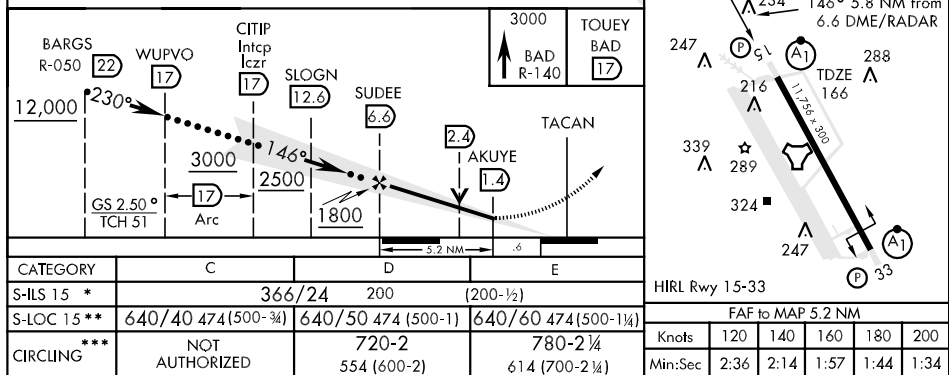 BARGS
R-050 22
12,000
230°
WUPVO
17
CITIP
Intcp
lczr
17
SLOGN
12.6
SUDEE
6.6
2.4
AKUYE
1.4
TACAN
3000
BAD
R-140
TOUEY
BAD
17
3000
146°
2500
1800
17
Arc
GS 2.50°
TCH 51
5.2 NM
.6
CATEGORY C D E
S-ILS 15 * 366/24 200 (200-½)
S-LOC 15 ** 640/40 474 (500-¾) 640/50 474 (500-1) 640/60 474 (500-1¼)
CIRCLING *** NOT AUTHORIZED 720-2 554 (600-2) 780-2¼ 614 (700-2¼)
234
146° 5.8 NM from
6.6 DME/RADAR
247
P
15
A1
TDZE
166
288
216
11,756 x 300
339
289
324
247
A1
P
33
HIRL Rwy 15-33
FAF to MAP 5.2 NM
Knots 120 140 160 180 200
Min:Sec 2:36 2:14 1:57 1:44 1:34